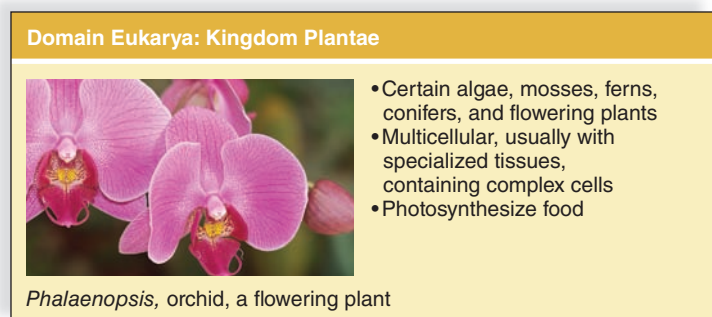 Domain Eukarya: Kingdom Plantae
•Certain algae, mosses, ferns,
conifers, and flowering plants
•Multicellular, usually with
specialized tissues,
containing complex cells
•Photosynthesize food
Phalaenopsis, orchid, a flowering plant